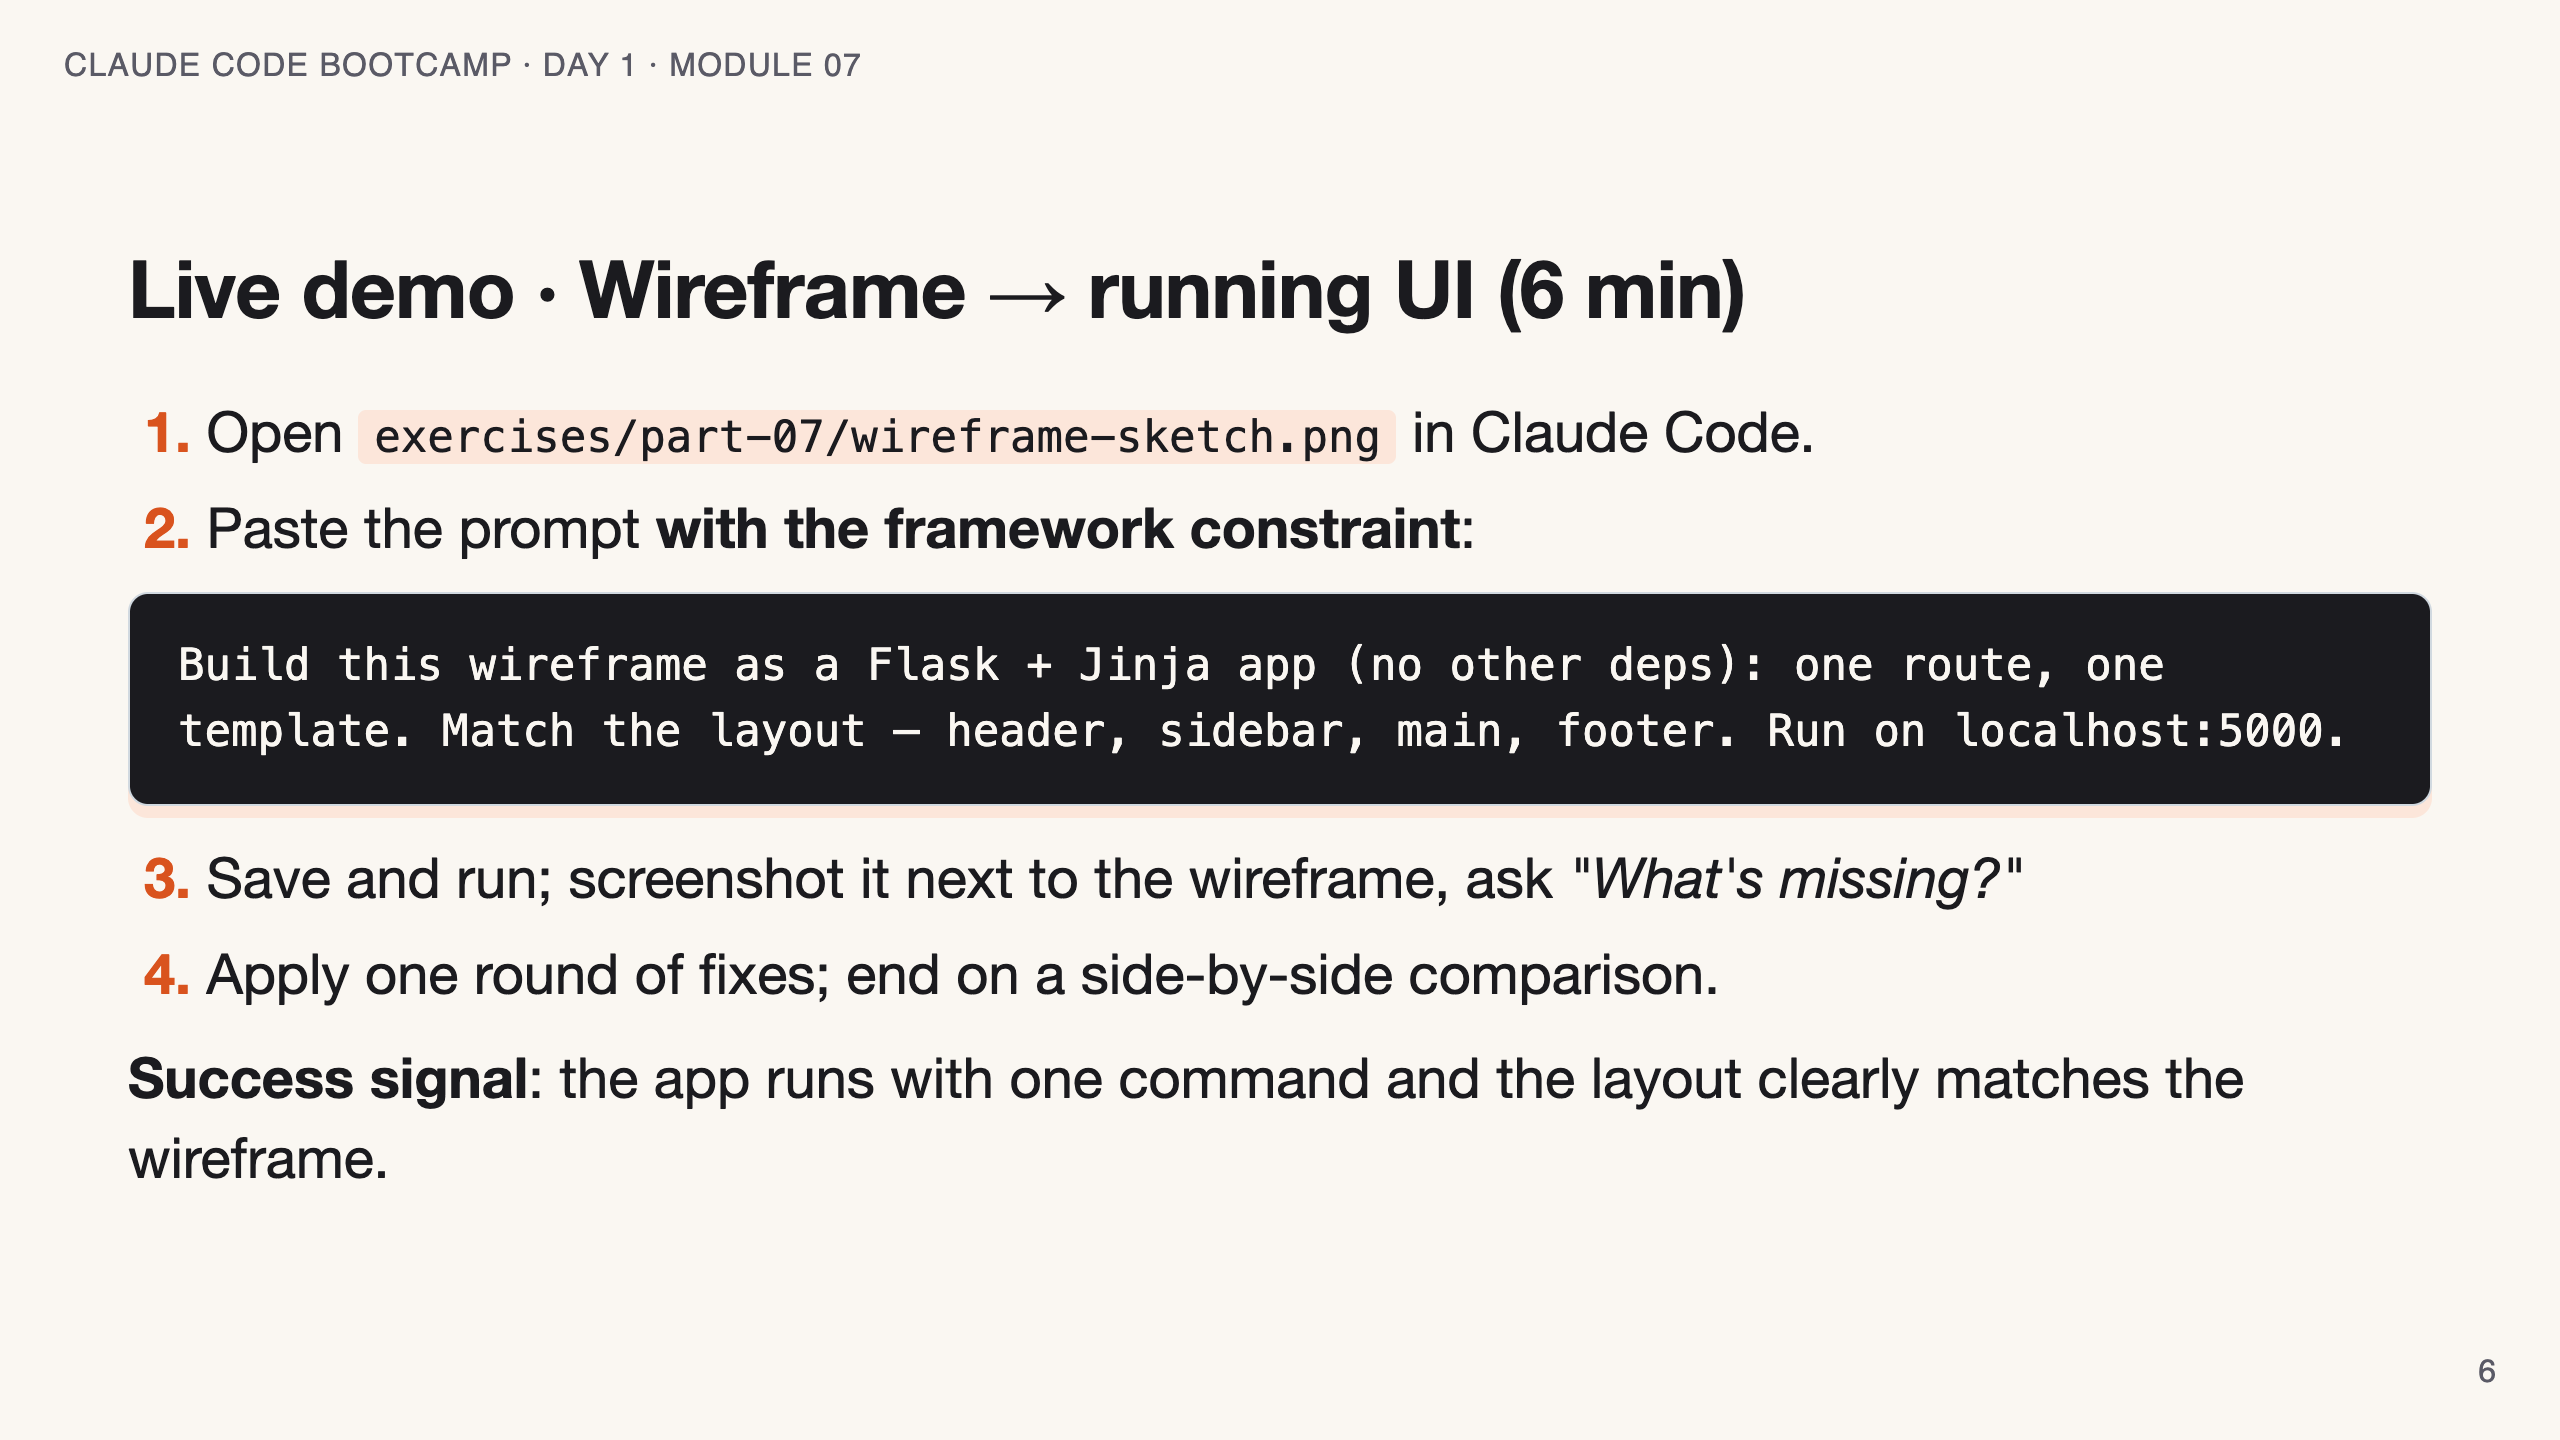 CLAUDE CODE BOOTCAMP · DAY 1 · MODULE 07
Live demo · Wireframe → running UI (6 min)
1. Open exercises/part-07/wireframe-sketch.png in Claude Code.
2. Paste the prompt with the framework constraint:
Build this wireframe as a Flask + Jinja app (no other deps): one route, one
template. Match the layout — header, sidebar, main, footer. Run on localhost:5000.
3. Save and run; screenshot it next to the wireframe, ask "What's missing?"
4. Apply one round of fixes; end on a side-by-side comparison.
Success signal: the app runs with one command and the layout clearly matches the
wireframe.
6